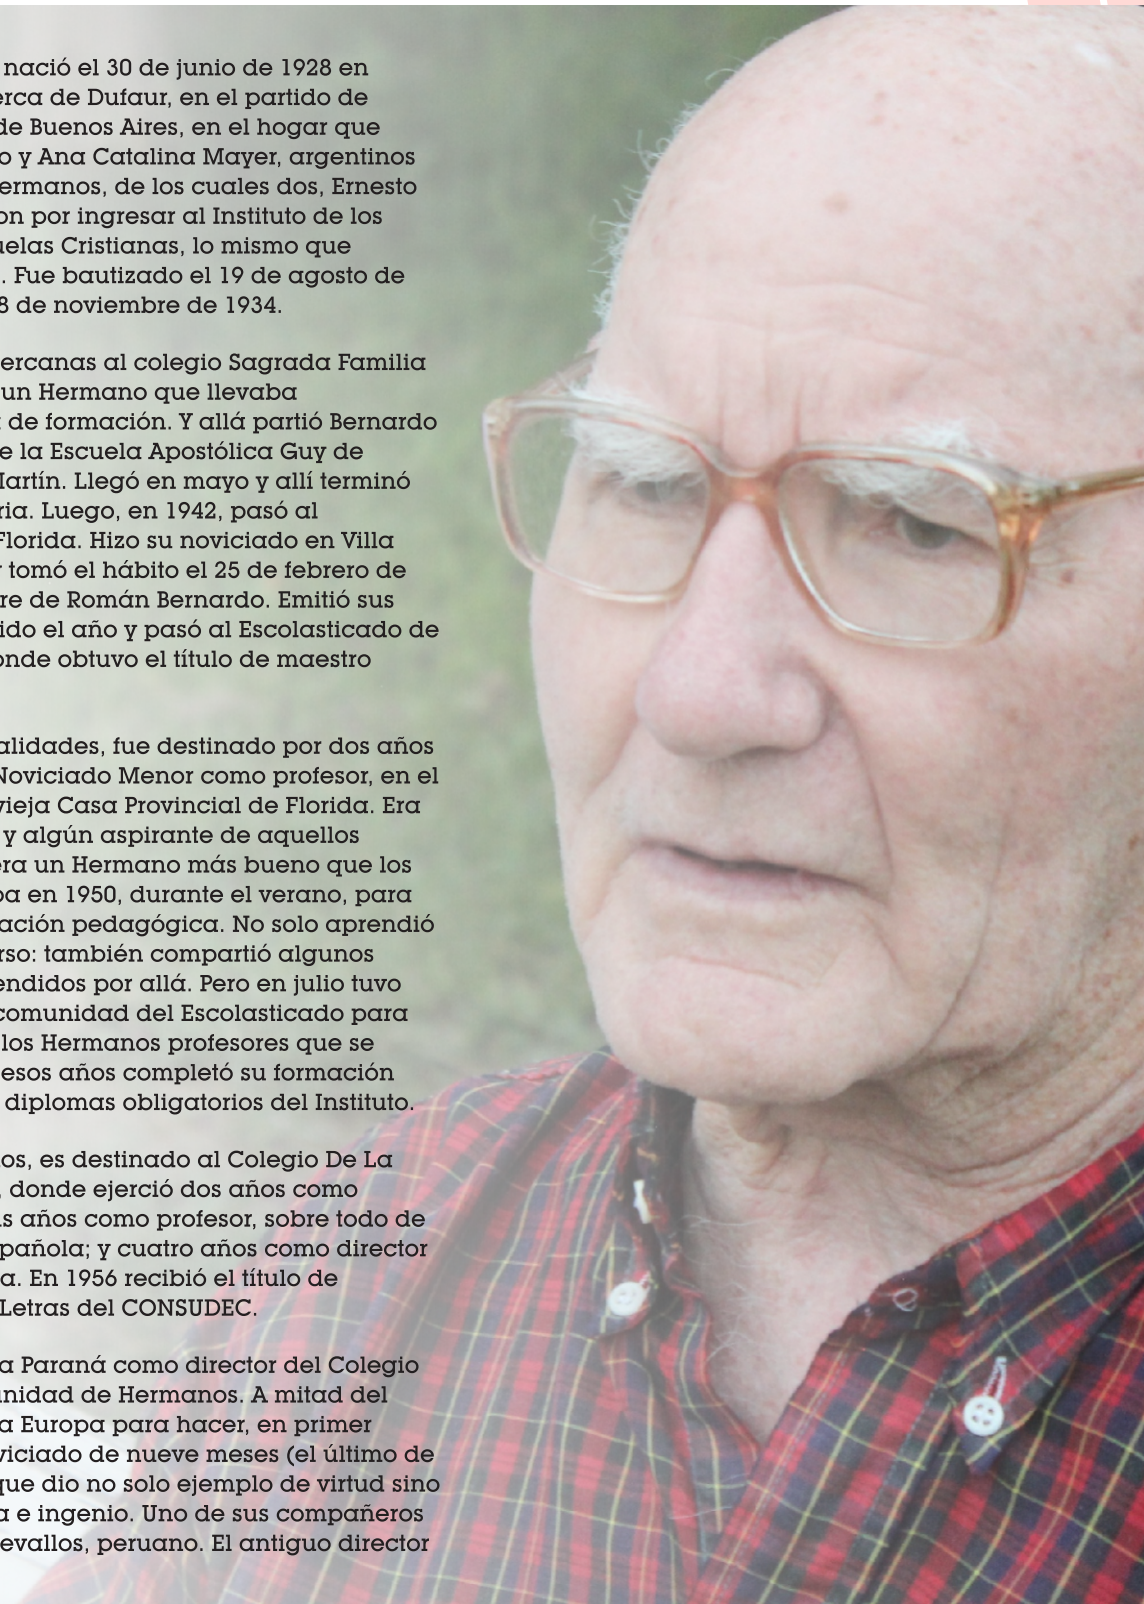 nació el 30 de junio de 1928 en
erca de Dufaur, en el partido de
de Buenos Aires, en el hogar que
o y Ana Catalina Mayer, argentinos
ermanos, de los cuales dos, Ernesto
on por ingresar al Instituto de los
uelas Cristianas, lo mismo que
. Fue bautizado el 19 de agosto de
8 de noviembre de 1934.
ercanas al colegio Sagrada Familia
un Hermano que llevaba
de formación. Y allá partió Bernardo
e la Escuela Apostólica Guy de
Martín. Llegó en mayo y allí terminó
ria. Luego, en 1942, pasó al
Florida. Hizo su noviciado en Villa
tomó el hábito el 25 de febrero de
re de Román Bernardo. Emitió sus
ido el año y pasó al Escolasticado de
onde obtuvo el título de maestro
alidades, fue destinado por dos años
Noviciado Menor como profesor, en el
vieja Casa Provincial de Florida. Era
y algún aspirante de aquellos
era un Hermano más bueno que los
ba en 1950, durante el verano, para
ación pedagógica. No solo aprendió
rso: también compartió algunos
endidos por allá. Pero en julio tuvo
comunidad del Escolasticado para
los Hermanos profesores que se
esos años completó su formación
diplomas obligatorios del Instituto.
os, es destinado al Colegio De La
, donde ejerció dos años como
s años como profesor, sobre todo de
pañola; y cuatro años como director
a. En 1956 recibió el título de
Letras del CONSUDEC.
a Paraná como director del Colegio
unidad de Hermanos. A mitad del
a Europa para hacer, en primer
viciado de nueve meses (el último de
que dio no solo ejemplo de virtud sino
a e ingenio. Uno de sus compañeros
evallos, peruano. El antiguo director